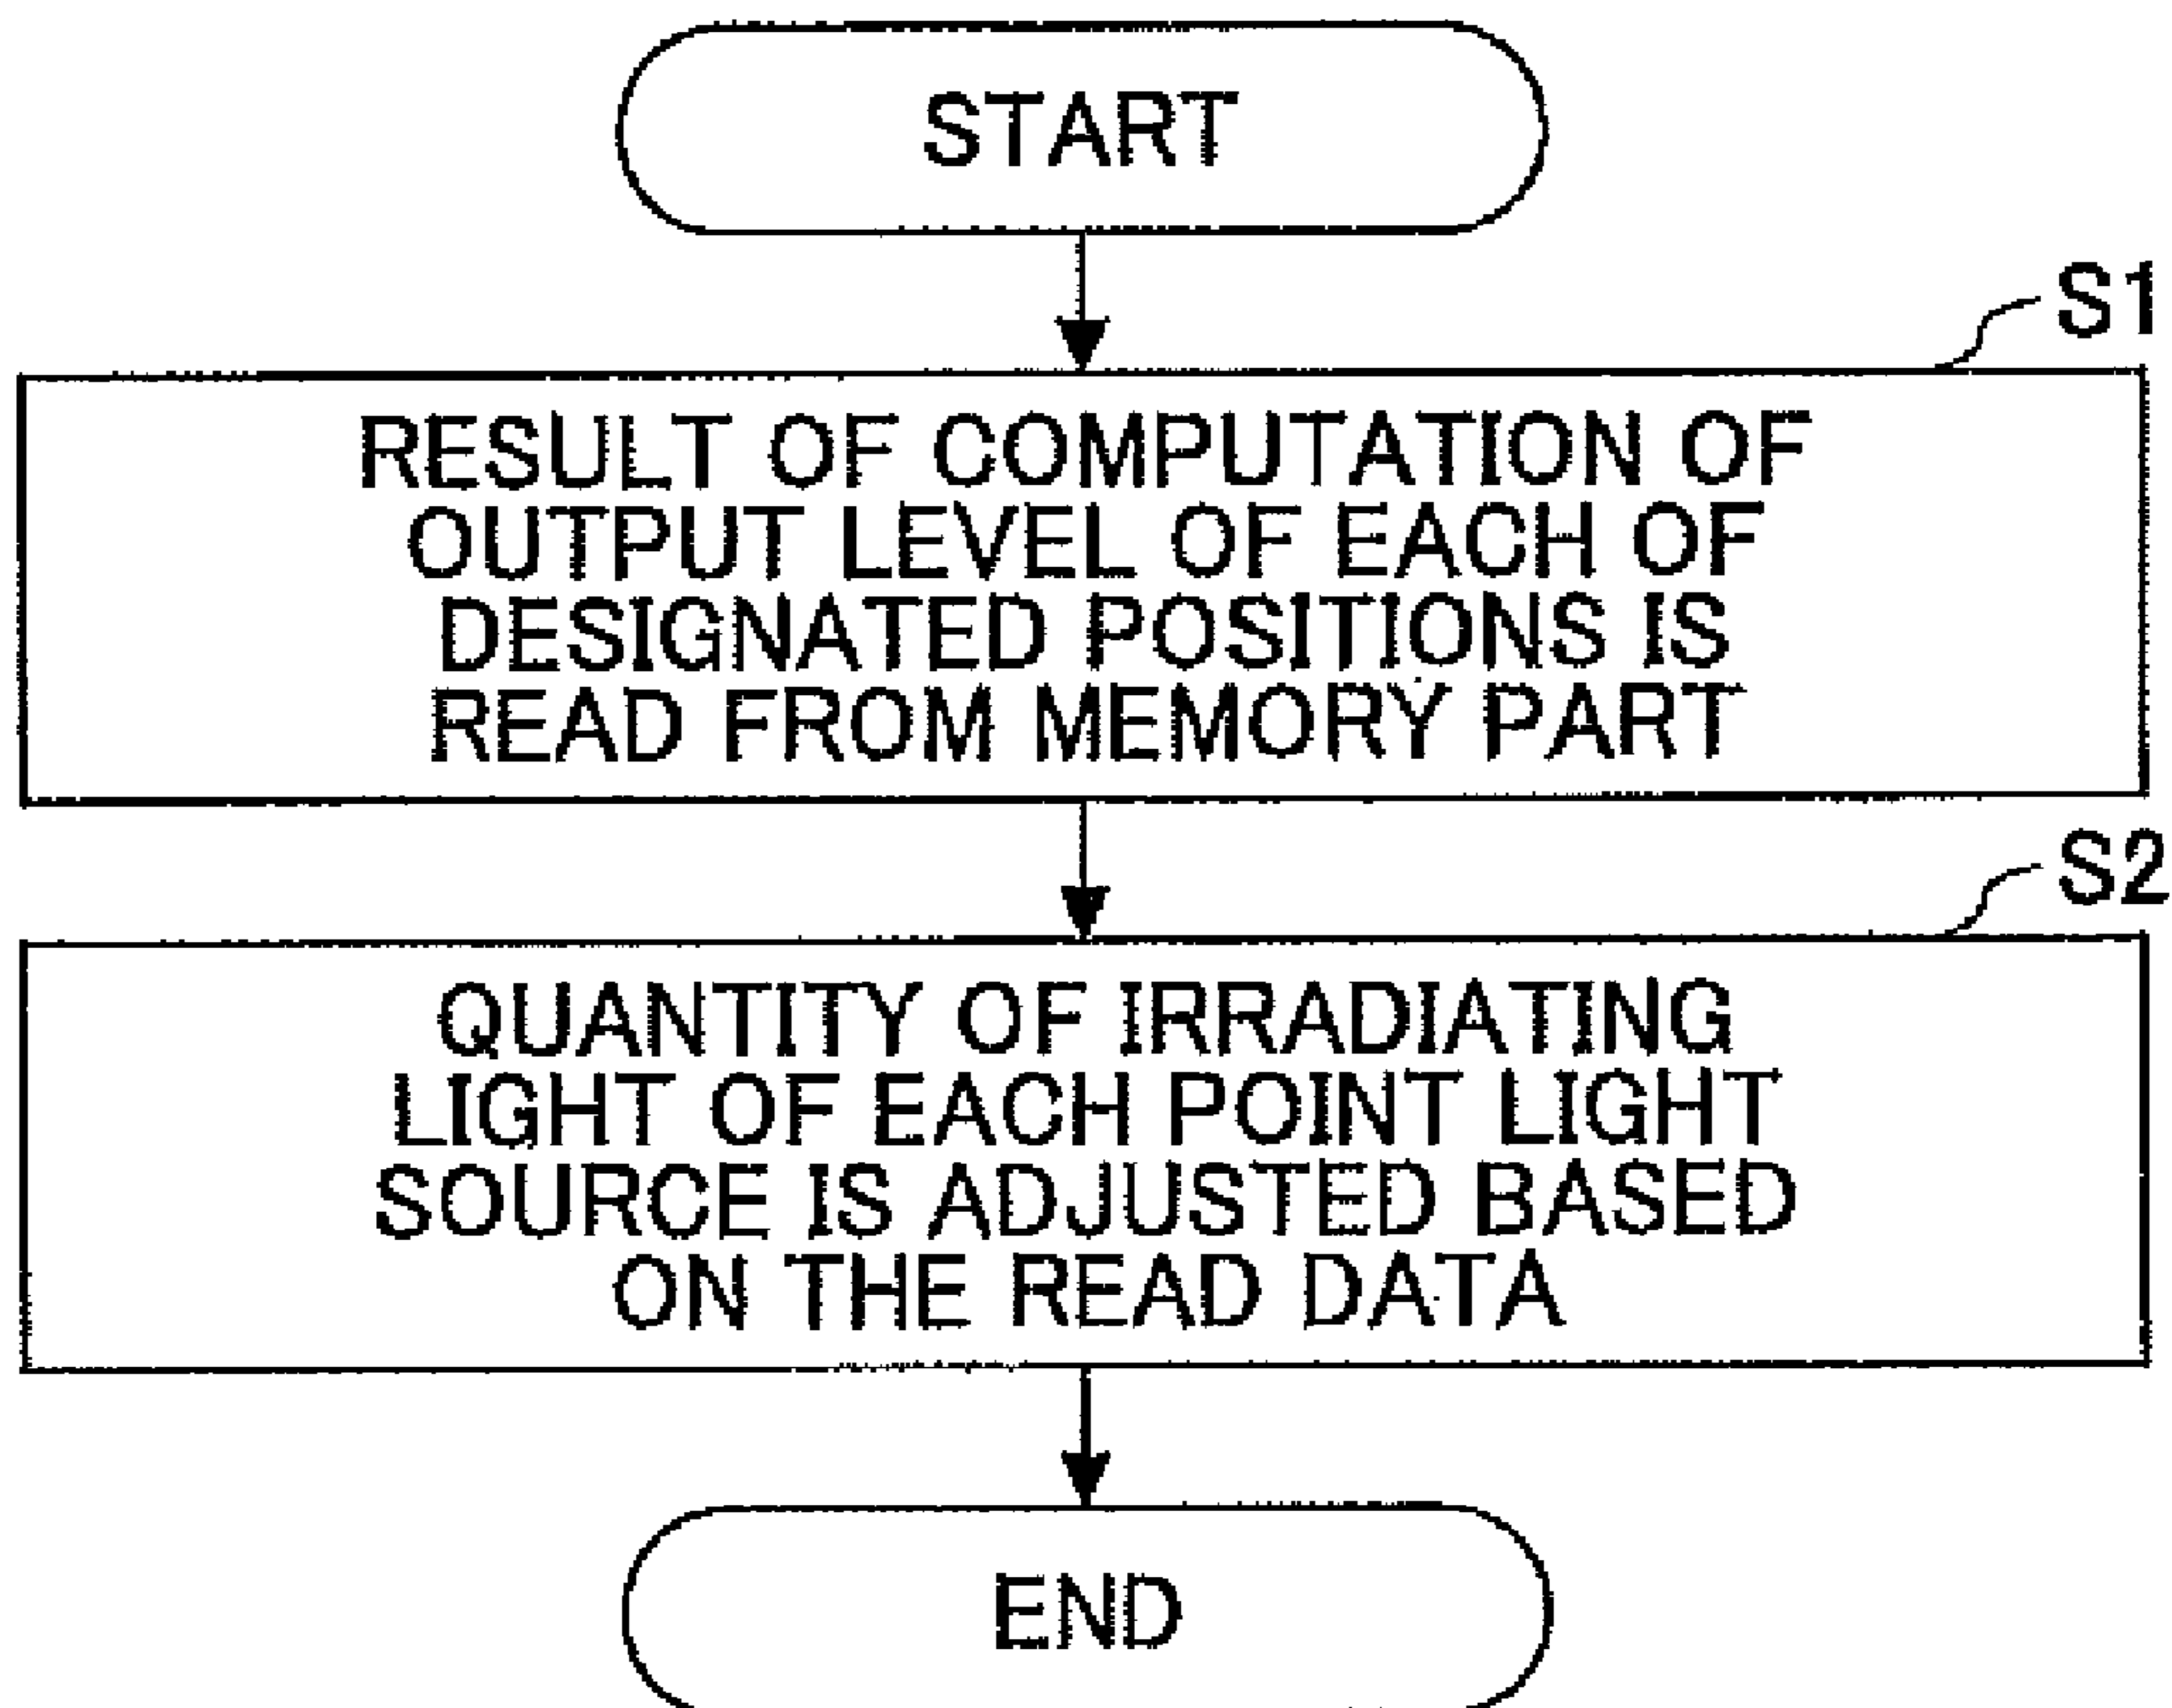 START
S1
RESULT OF COMPUTATION OF
OUTPUT LEVEL OF EACH OF
DESIGNATED POSITIONS IS
READ FROM MEMORY PART
S2
QUANTITY OF IRRADIATING
LIGHT OF EACH POINT LIGHT
SOURCE IS ADJUSTED BASED
ON THE READ DATA
END